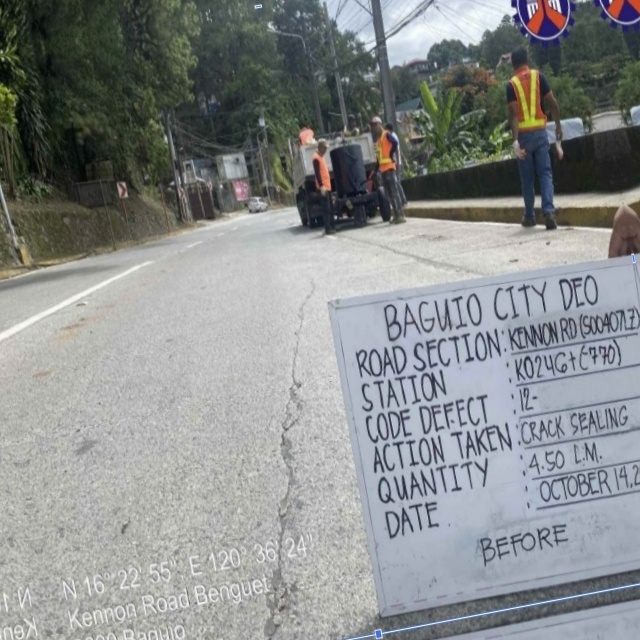 BAGUIO CITY DEO
ROAD SECTION KENNON RD (S00407LZ)
STATION K0246+(-770)
CODE DEFECT 12-
ACTION TAKEN CRACK SEALING
QUANTITY 4.50 L.M.
DATE OCTOBER 14, 2
BEFORE
N 16° 22' 55" E 120° 36' 24"
Kennon Road Benguet
Baguio